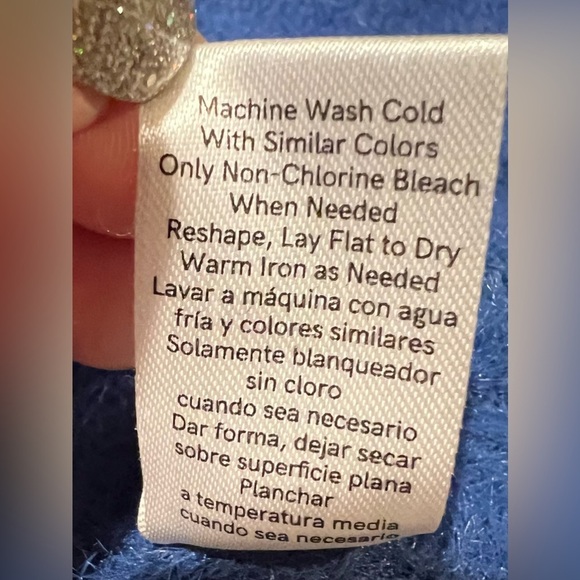 Machine Wash Cold
With Similar Colors
Only Non-Chlorine Bleach
When Needed
Reshape, Lay Flat to Dry
Warm Iron as Needed
Lavar a máquina con agua
fría y colores similares
Solamente blanqueador
sin cloro
cuando sea necesario
Dar forma, dejar secar
sobre superficie plana
Planchar
a temperatura media
cuando sea necesario